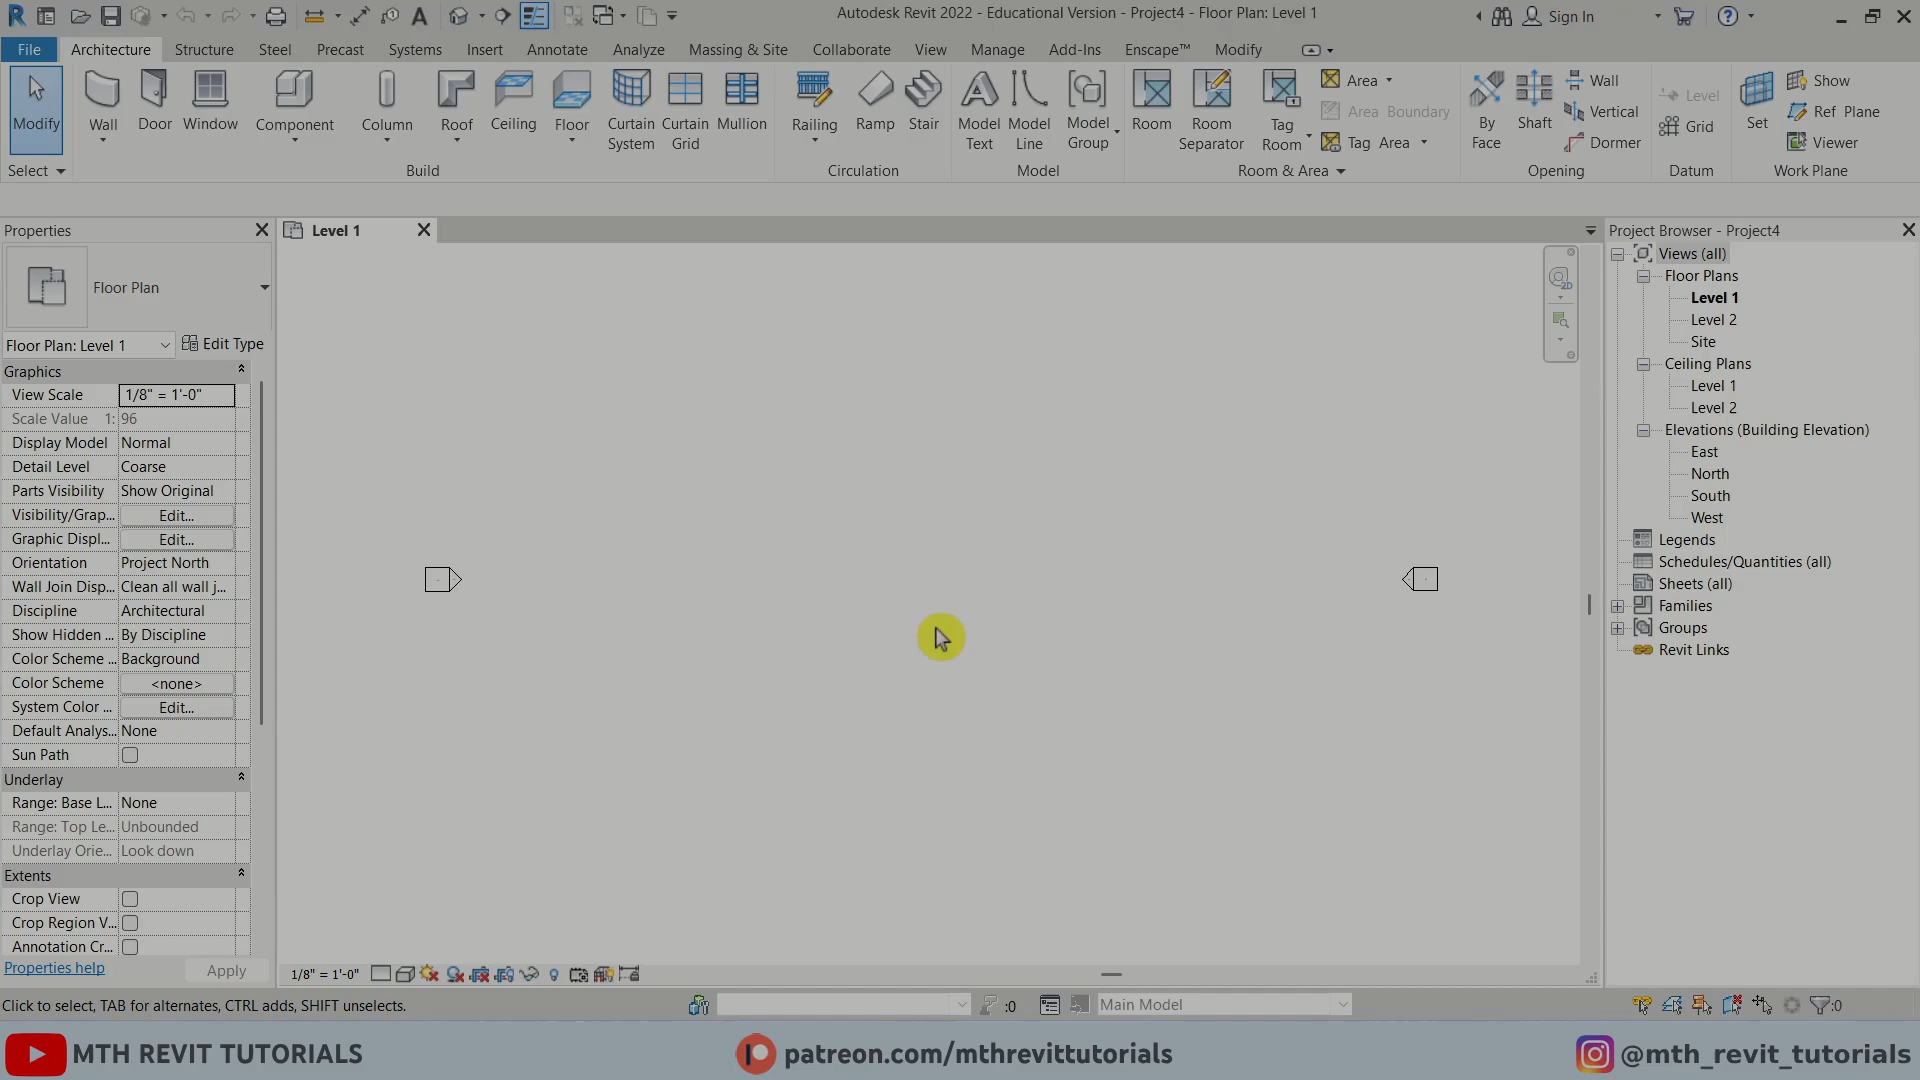 Autodesk Revit 2022 - Educational Version - Project4 - Floor Plan: Level 1
Sign In
File Architecture Structure Steel Precast Systems Insert Annotate Analyze Massing & Site Collaborate View Manage Add-Ins Enscape™ Modify
Modify
Wall
Door
Window
Component
Column
Roof
Ceiling
Floor
Curtain
System
Curtain
Grid
Mullion
Railing
Ramp
Stair
Model
Text
Model
Line
Model
Group
Room
Room
Separator
Tag
Room
Area
Area Boundary
Tag Area
By
Face
Shaft
Wall
Vertical
Dormer
Level
Grid
Set
Show
Ref Plane
Viewer
Select
Build
Circulation
Model
Room & Area
Opening
Datum
Work Plane
Properties
Floor Plan
Floor Plan: Level 1
Edit Type
Graphics
View Scale 1/8" = 1'-0"
Scale Value 1: 96
Display Model Normal
Detail Level Coarse
Parts Visibility Show Original
Visibility/Grap... Edit...
Graphic Displ... Edit...
Orientation Project North
Wall Join Disp... Clean all wall j...
Discipline Architectural
Show Hidden ... By Discipline
Color Scheme ... Background
Color Scheme <none>
System Color ... Edit...
Default Analys... None
Sun Path
Underlay
Range: Base L... None
Range: Top Le... Unbounded
Underlay Orie... Look down
Extents
Crop View
Crop Region V...
Annotation Cr...
Properties help
Apply
Level 1
2D
1/8" = 1'-0"
Project Browser - Project4
Views (all)
Floor Plans
Level 1
Level 2
Site
Ceiling Plans
Level 1
Level 2
Elevations (Building Elevation)
East
North
South
West
Legends
Schedules/Quantities (all)
Sheets (all)
Families
Groups
Revit Links
Click to select, TAB for alternates, CTRL adds, SHIFT unselects.
:0
Main Model
:0
MTH REVIT TUTORIALS
patreon.com/mthrevittutorials
@mth_revit_tutorials